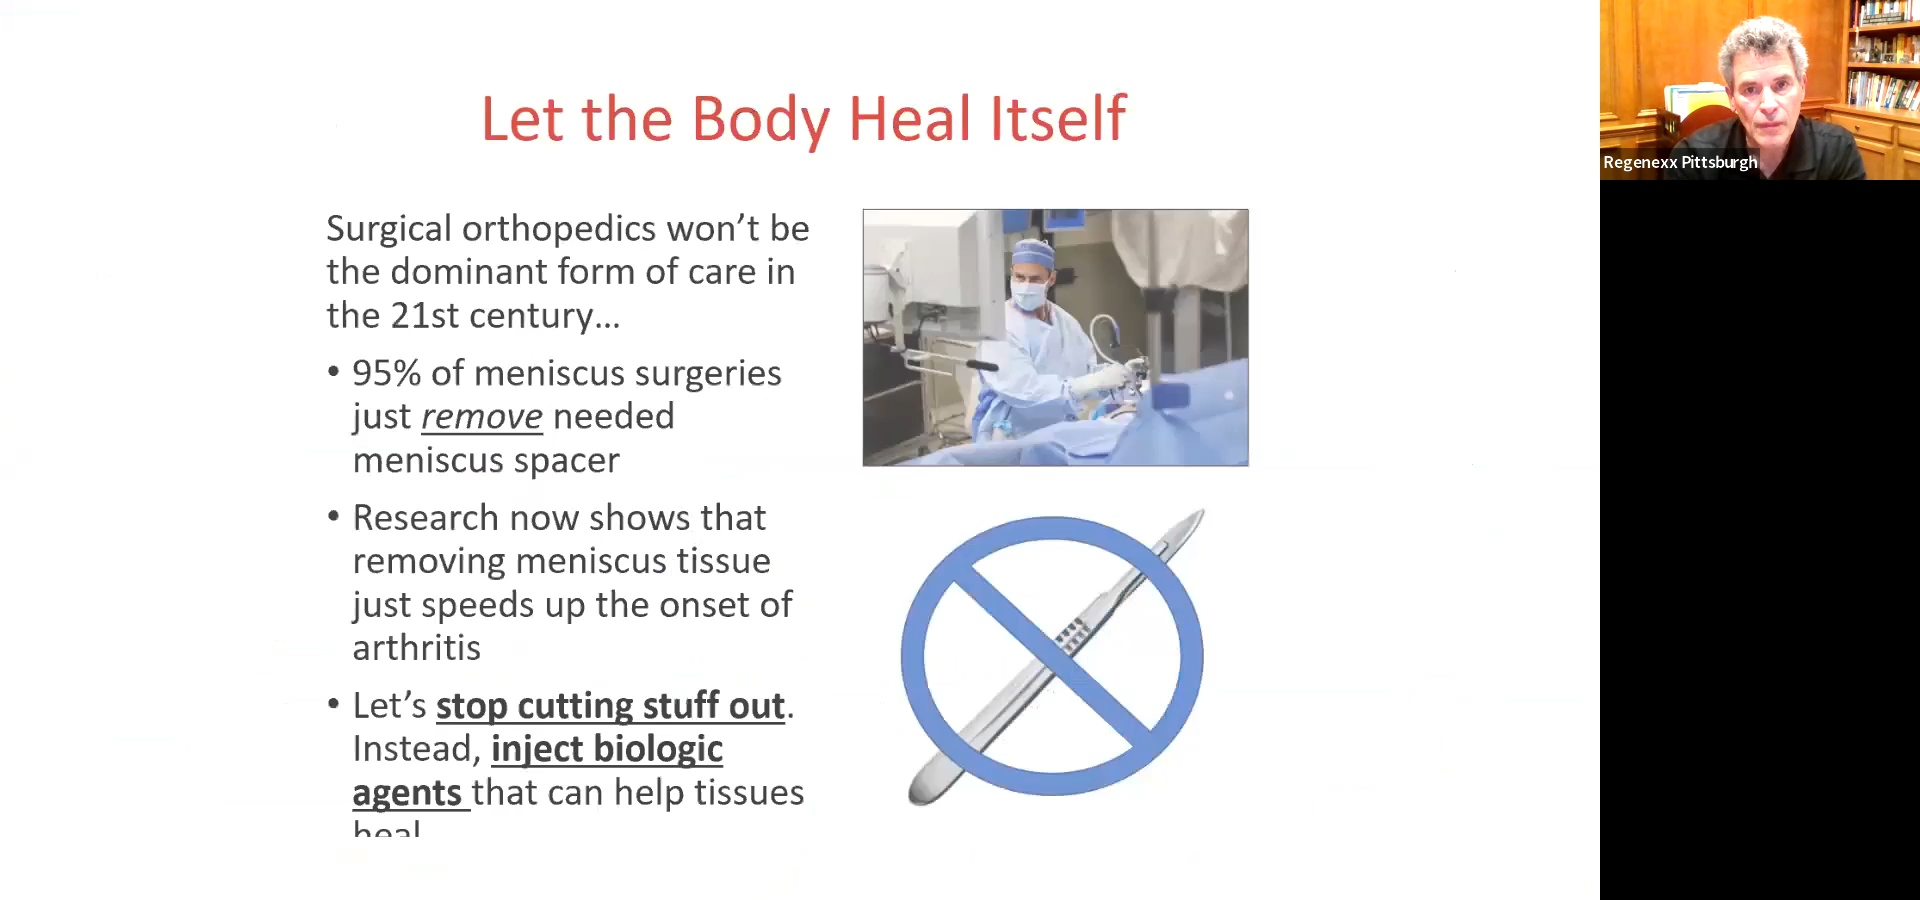 Let the Body Heal Itself
Surgical orthopedics won’t be
the dominant form of care in
the 21st century…
• 95% of meniscus surgeries
just remove needed
meniscus spacer
• Research now shows that
removing meniscus tissue
just speeds up the onset of
arthritis
• Let’s stop cutting stuff out.
Instead, inject biologic
agents that can help tissues
heal
Regenexx Pittsburgh